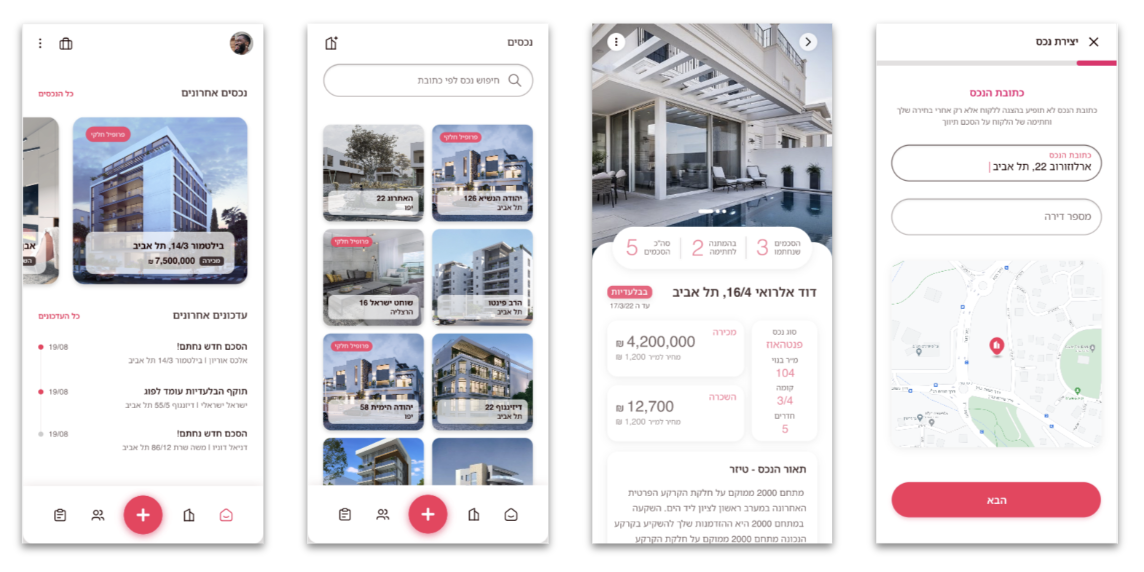 נכסים אחרונים
כל הנכסים
פרופיל חלקי
בילטמור 14/3, תל אביב
מכירה 7,500,000 ₪
אב
עדכונים אחרונים
כל העדכונים
הסכם חדש נחתם!
19/08
אלכס אוריון | בילטמור 14/3 תל אביב
תוקף הבלעדיות עומד לפוג
19/08
ישראל ישראלי | דיזנגוף 55/5 תל אביב
הסכם חדש נחתם!
19/08
דניאל דוניו | משה שרת 86/12 תל אביב
נכסים
חיפוש נכס לפי כתובת
פרופיל חלקי
יהודה הנשיא 126
תל אביב
האתרוג 22
יפו
הרב פינטו
תל אביב
פרופיל חלקי
שוחט ישראל 16
הרצליה
דיזינגוף 22
תל אביב
פרופיל חלקי
יהודה הימית 58
יפו
3 הסכמים
שנחתמו
2 בהמתנה
לחתימה
5 סה"כ
הסכמים
דוד אלרואי 16/4, תל אביב
בבלעדיות
עד ה 17/3/22
סוג נכס
פנטהאוז
מ״ר בנוי
104
קומה
3/4
חדרים
5
מכירה
4,200,000 ₪
מחיר למ״ר 1,200 ₪
השכרה
12,700 ₪
מחיר למ״ר 1,200 ₪
תאור הנכס - טיזר
מתחם 2000 ממוקם על חלקת הקרקע הפרטית
האחרונה במערב ראשון לציון ליד הים. השקעה
במתחם 2000 היא ההזדמנות שלך להשקיע בקרקע
הנכונה מתחם 2000 ממוקם על חלקת הקרקע
יצירת נכס
כתובת הנכס
כתובת הנכס לא תופיע בהצגה ללקוח אלא רק אחרי בחירה שלך
וחתימה של הלקוח על הסכם תיווך
כתובת הנכס
ארלוזורוב 22, תל אביב
מספר דירה
הבא